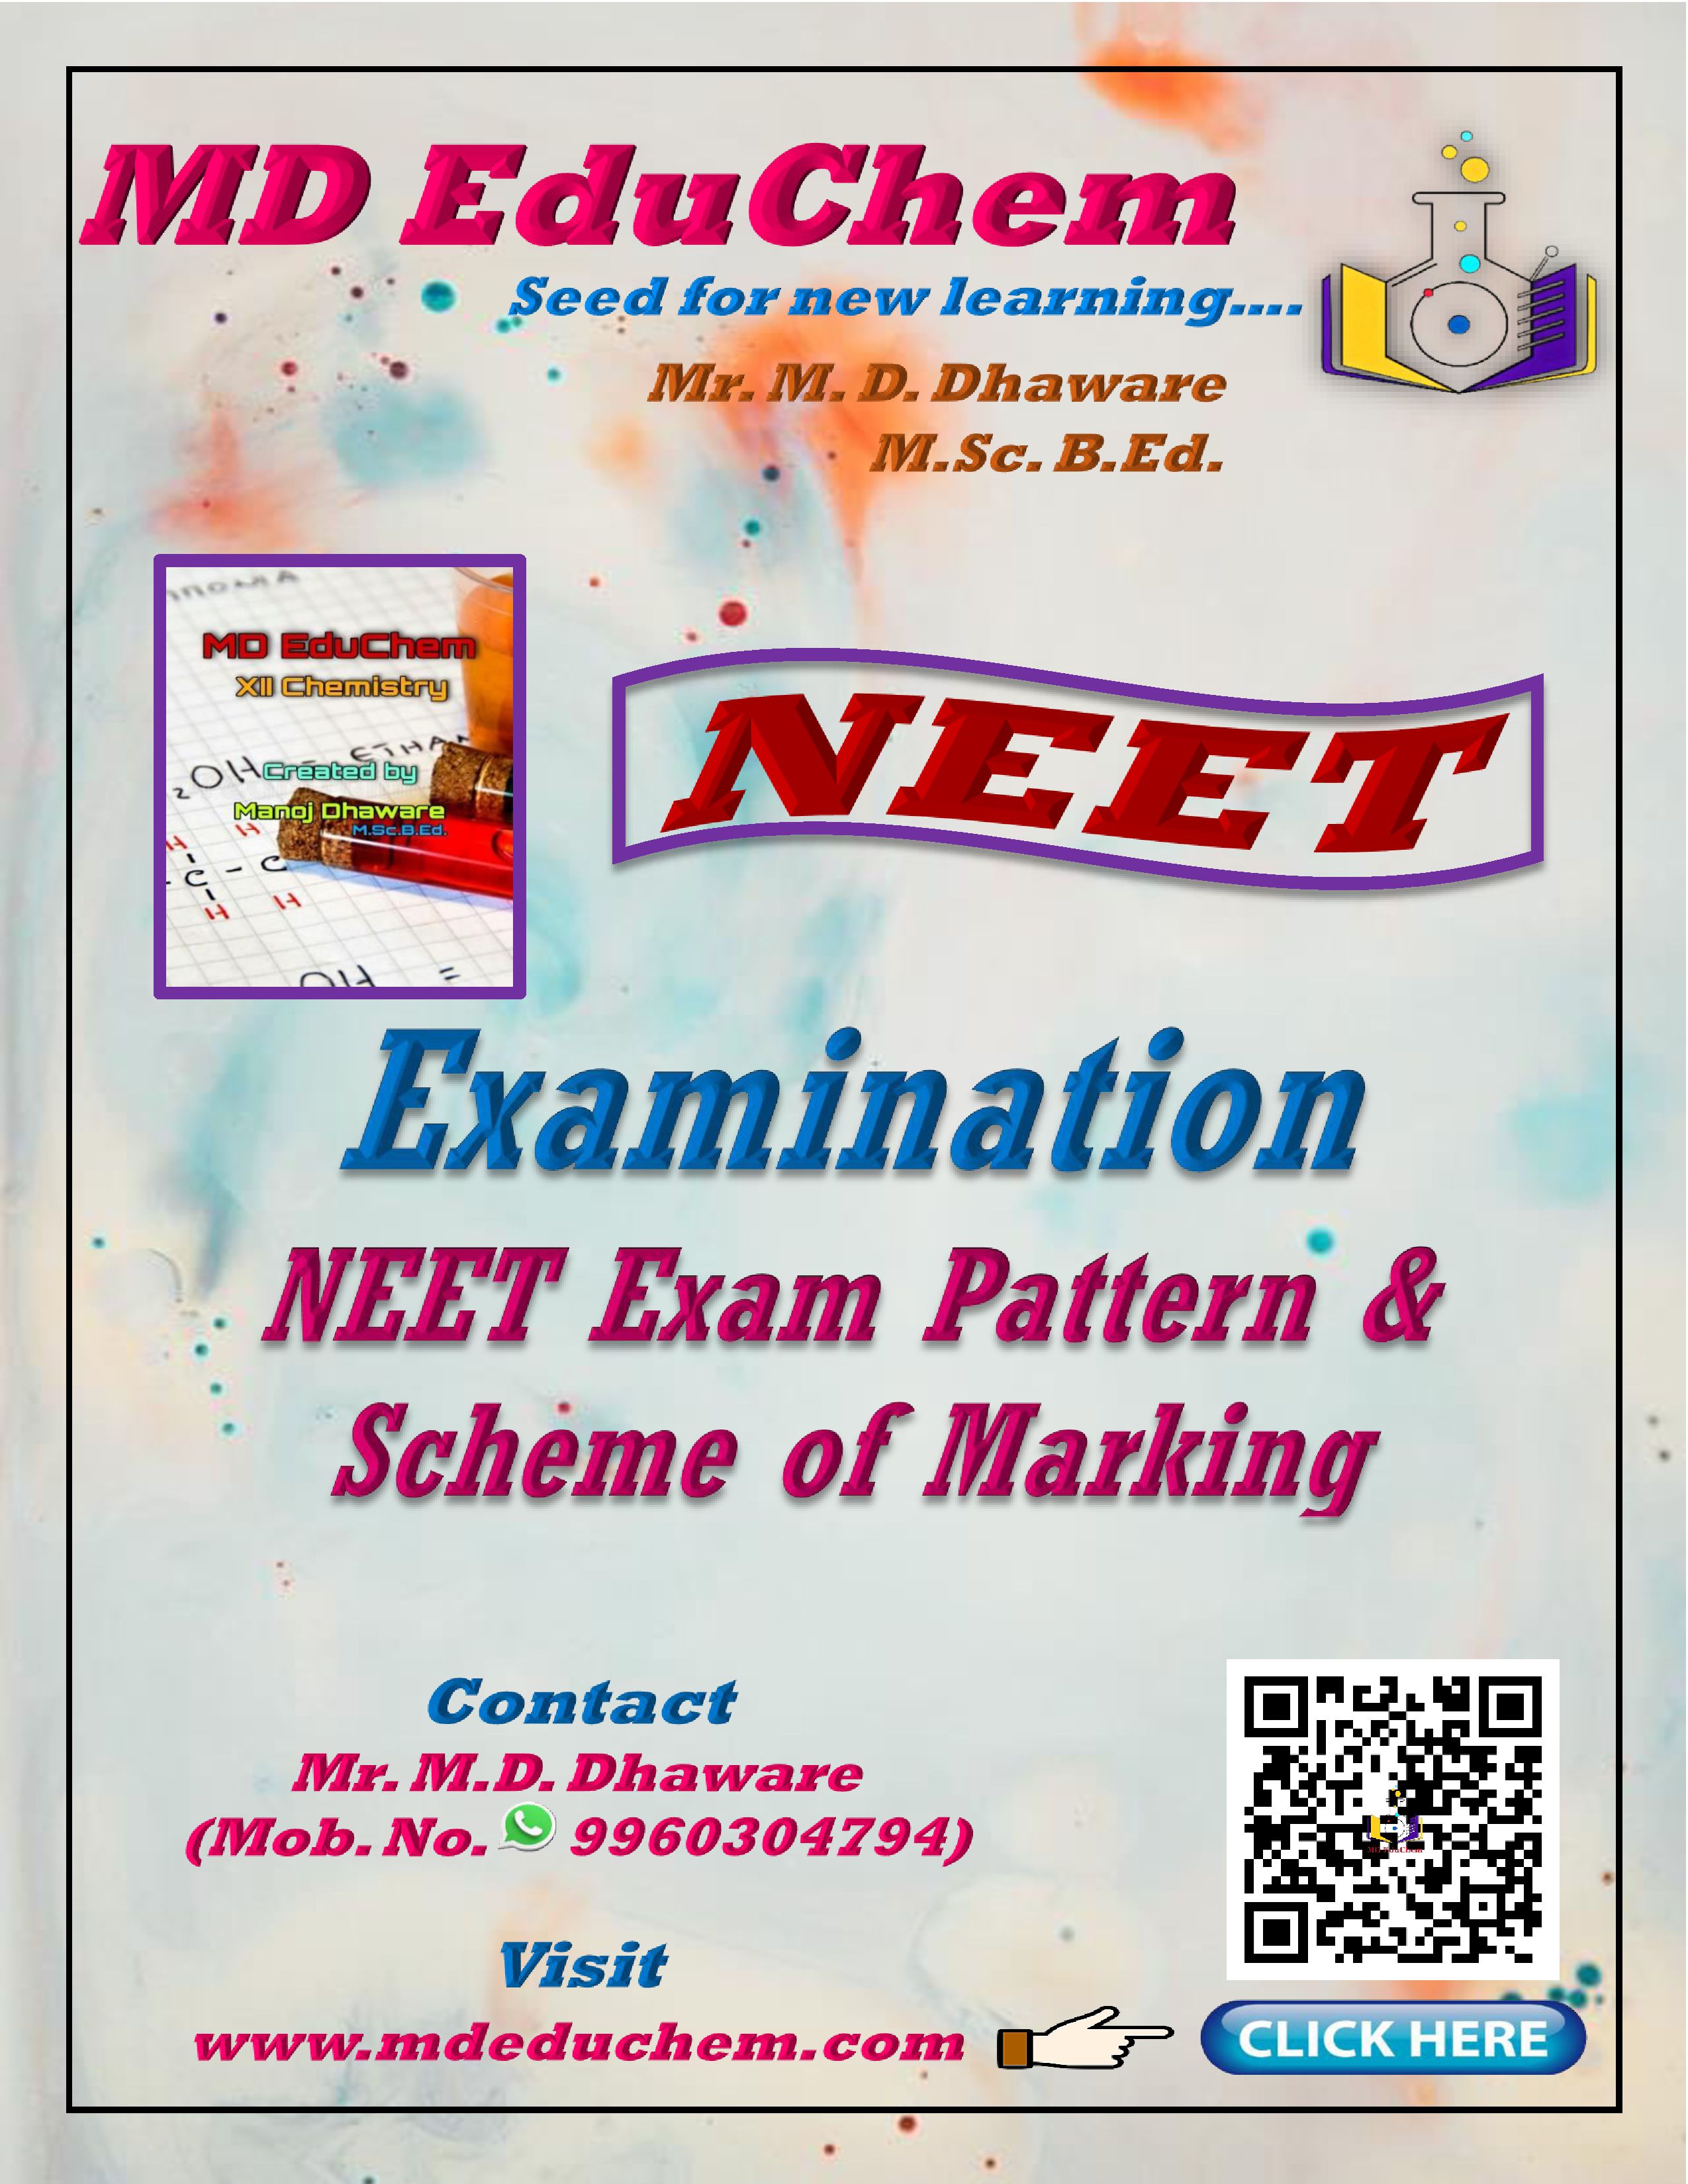 MD EduChem
Seed for new learning....
Mr. M. D. Dhaware
M.Sc. B.Ed.
MD EduChem
XII Chemistry
Created by
Manoj Dhaware
M.Sc.B.Ed.
NEET
Examination
NEET Exam Pattern &
Scheme of Marking
Contact
Mr. M.D. Dhaware
(Mob. No. 9960304794)
Visit
www.mdeduchem.com
CLICK HERE